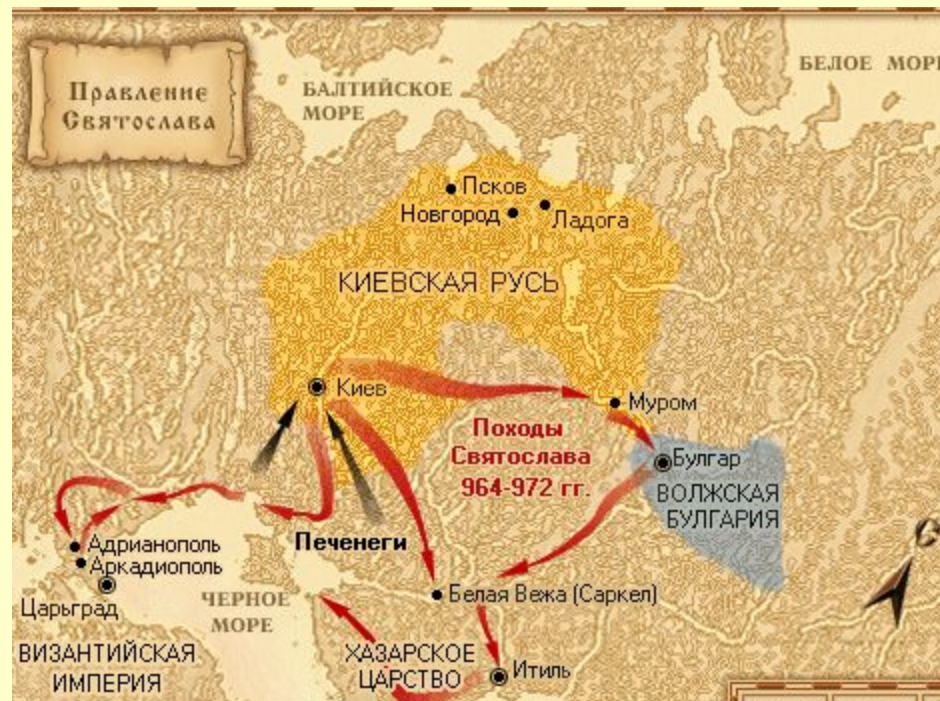 Правление
Святослава
БАЛТИЙСКОЕ
МОРЕ
БЕЛОЕ МОРЕ
Псков
Новгород
Ладога
КИЕВСКАЯ РУСЬ
Киев
Муром
Походы
Святослава
964-972 гг.
Булгар
ВОЛЖСКАЯ
БУЛГАРИЯ
Печенеги
Адрианополь
Аркадиополь
Царьград
ЧЕРНОЕ
МОРЕ
Белая Вежа (Саркел)
ВИЗАНТИЙСКАЯ
ИМПЕРИЯ
ХАЗАРСКОЕ
ЦАРСТВО
Итиль
С